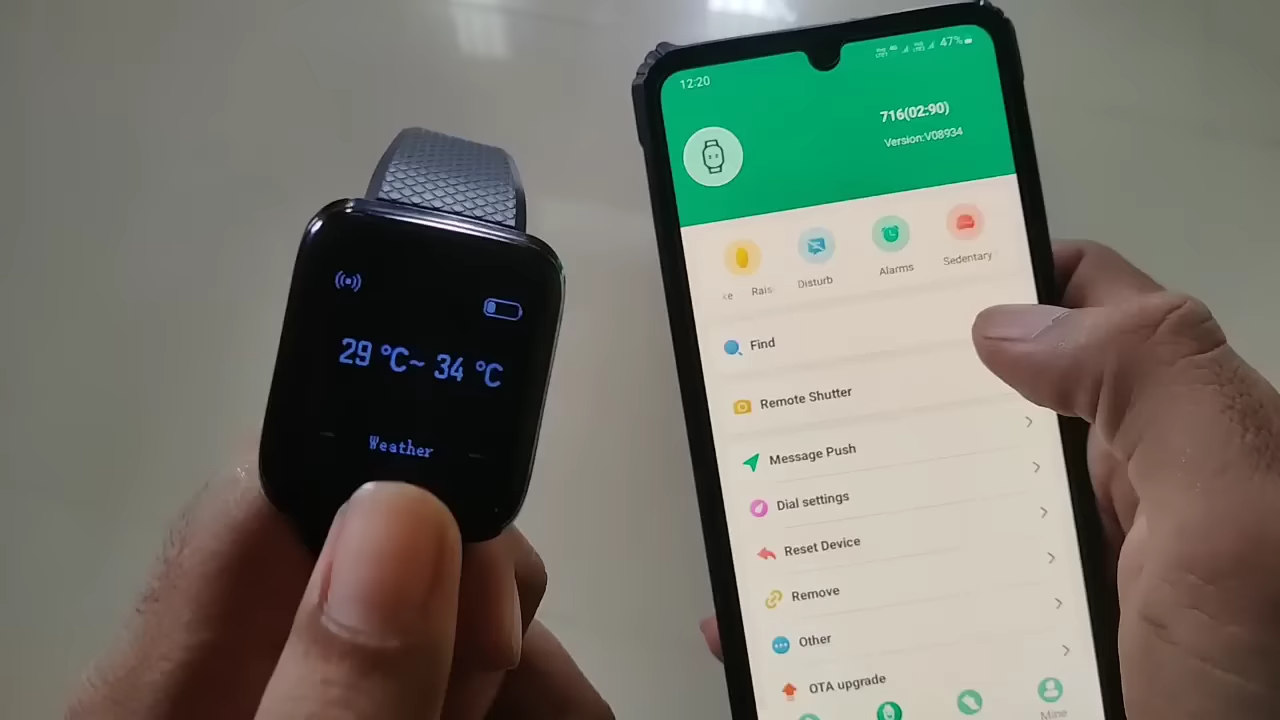 29 °C~ 34 °C
Weather
12:20
47%
716(02:90)
Version:V08934
ke
Rais
Disturb
Alarms
Sedentary
Find
Remote Shutter
Message Push
Dial settings
Reset Device
Remove
Other
OTA upgrade
Mine